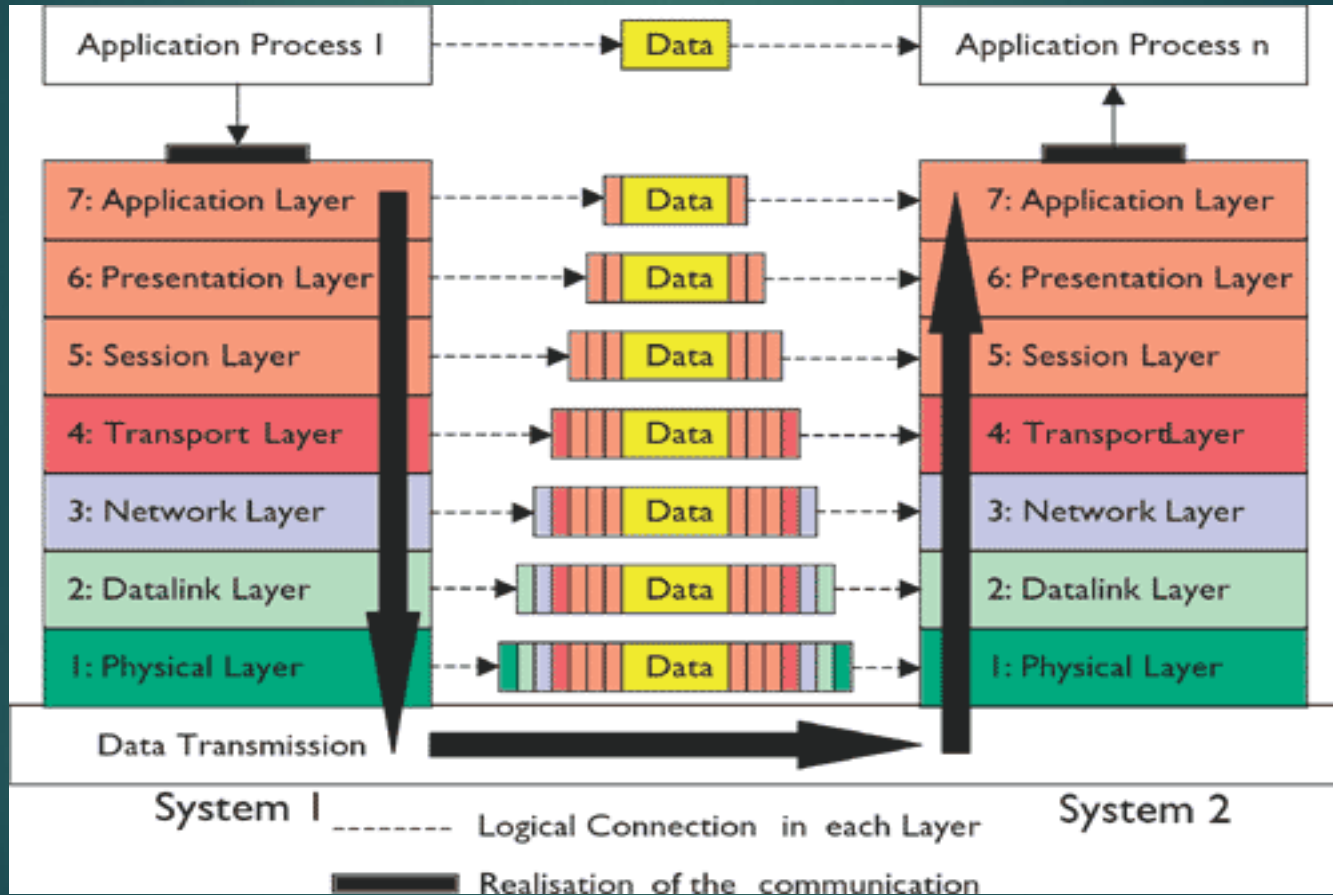 Application Process 1 Data Application Process n
7: Application Layer Data 7: Application Layer
6: Presentation Layer Data 6: Presentation Layer
5: Session Layer Data 5: Session Layer
4: Transport Layer Data 4: TransportLayer
3: Network Layer Data 3: Network Layer
2: Datalink Layer Data 2: Datalink Layer
1: Physical Layer Data 1: Physical Layer
Data Transmission
System 1 System 2
Logical Connection in each Layer
Realisation of the communication